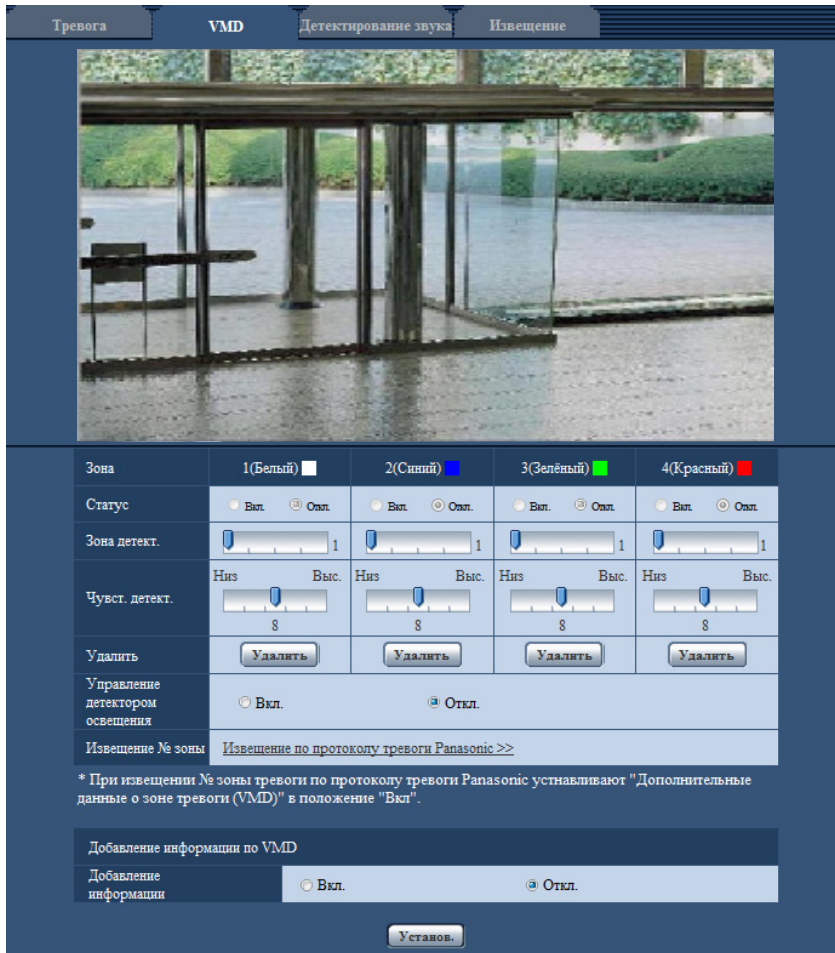 Тревога VMD Детектирование звука Извещение
Зона 1(Белый) 2(Синий) 3(Зелёный) 4(Красный)
Статус Вкл. Откл. Вкл. Откл. Вкл. Откл. Вкл. Откл.
Зона детект. 1 1 1 1
Низ Выс. Низ Выс. Низ Выс. Низ Выс.
Чувст. детект.
8 8 8 8
Удалить Удалить Удалить Удалить Удалить
Управление
детектором
освещения
Вкл. Откл.
Извещение № зоны Извещение по протоколу тревоги Panasonic >>
* При извещении № зоны тревоги по протоколу тревоги Panasonic устнавливают "Дополнительные
данные о зоне тревоги (VMD)" в положение "Вкл".
Добавление информации по VMD
Добавление
информации
Вкл. Откл.
Установ.